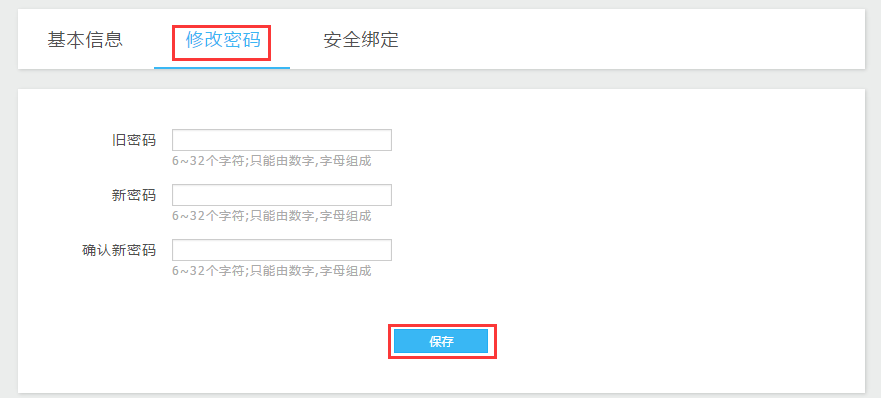 基本信息 修改密码 安全绑定
旧密码
6~32个字符;只能由数字,字母组成
新密码
6~32个字符;只能由数字,字母组成
确认新密码
6~32个字符;只能由数字,字母组成
保存